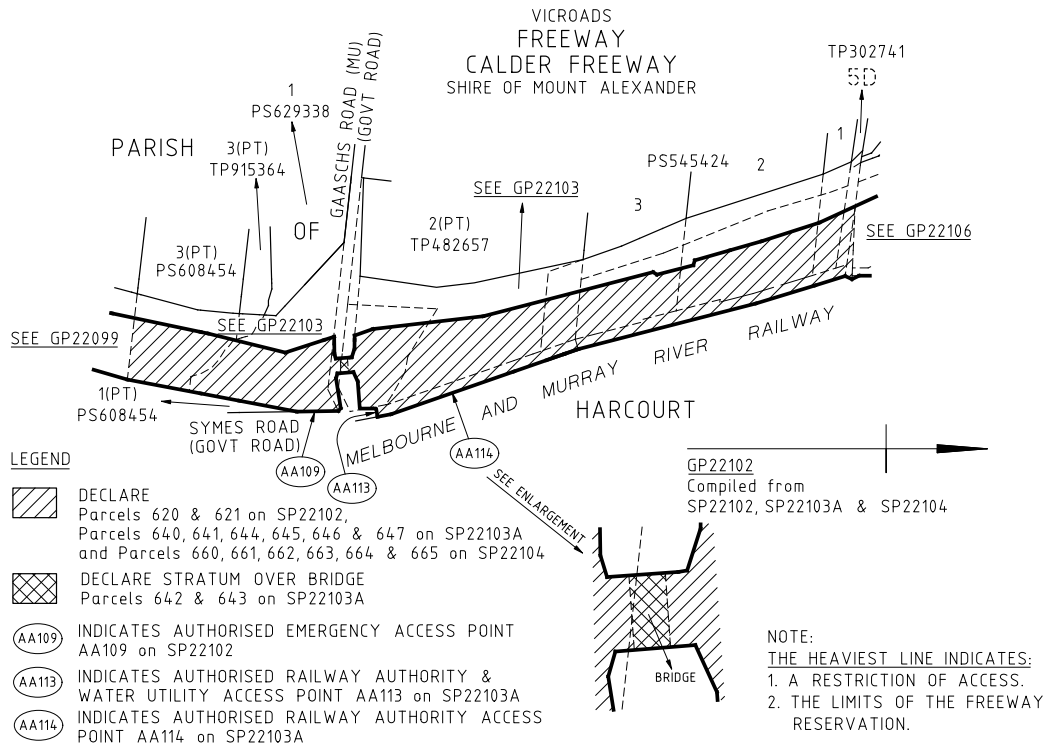 VICROADS
FREEWAY
CALDER FREEWAY
SHIRE OF MOUNT ALEXANDER
TP302741
5D
1
PS629338
GAASCHS ROAD (MU)
(GOVT ROAD)
PARISH
3(PT)
TP915364
1
2
PS545424
3
SEE GP22103
OF
2(PT)
TP482657
SEE GP22106
3(PT)
PS608454
SEE GP22103
SEE GP22099
MELBOURNE AND MURRAY RIVER RAILWAY
1(PT)
PS608454
HARCOURT
SYMES ROAD
(GOVT ROAD)
AA109
AA113
AA114
SEE ENLARGEMENT
GP22102
Compiled from
SP22102, SP22103A & SP22104
LEGEND
DECLARE
Parcels 620 & 621 on SP22102,
Parcels 640, 641, 644, 645, 646 & 647 on SP22103A
and Parcels 660, 661, 662, 663, 664 & 665 on SP22104
DECLARE STRATUM OVER BRIDGE
Parcels 642 & 643 on SP22103A
AA109
INDICATES AUTHORISED EMERGENCY ACCESS POINT
AA109 on SP22102
AA113
INDICATES AUTHORISED RAILWAY AUTHORITY &
WATER UTILITY ACCESS POINT AA113 on SP22103A
AA114
INDICATES AUTHORISED RAILWAY AUTHORITY ACCESS
POINT AA114 on SP22103A
BRIDGE
NOTE:
THE HEAVIEST LINE INDICATES:
1. A RESTRICTION OF ACCESS.
2. THE LIMITS OF THE FREEWAY
RESERVATION.